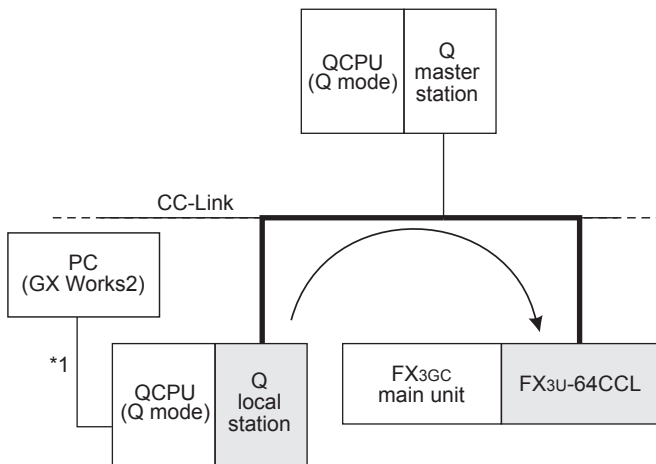 QCPU
(Q mode)
Q
master
station
CC-Link
PC
(GX Works2)
*1
QCPU
(Q mode)
Q
local
station
FX3GC
main unit
FX3U-64CCL